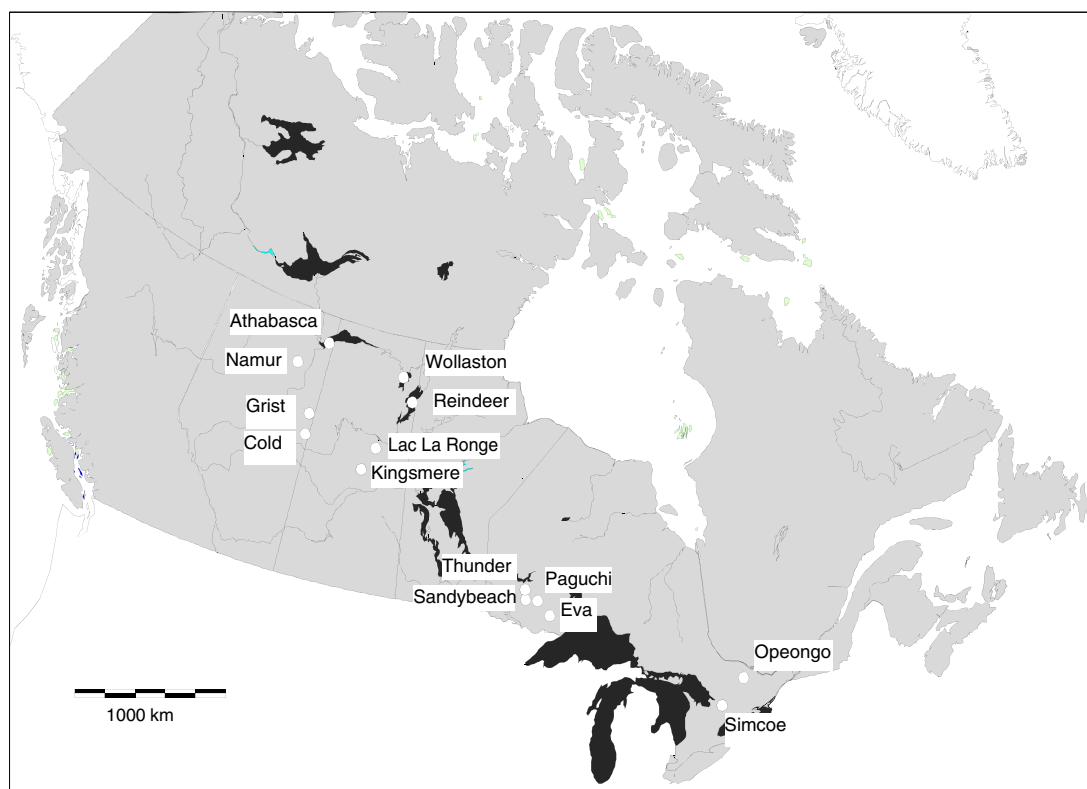 Athabasca
Namur
Wollaston
Grist
Reindeer
Cold
Lac La Ronge
Kingsmere
Thunder
Paguchi
Sandybeach
Eva
Opeongo
1000 km
Simcoe